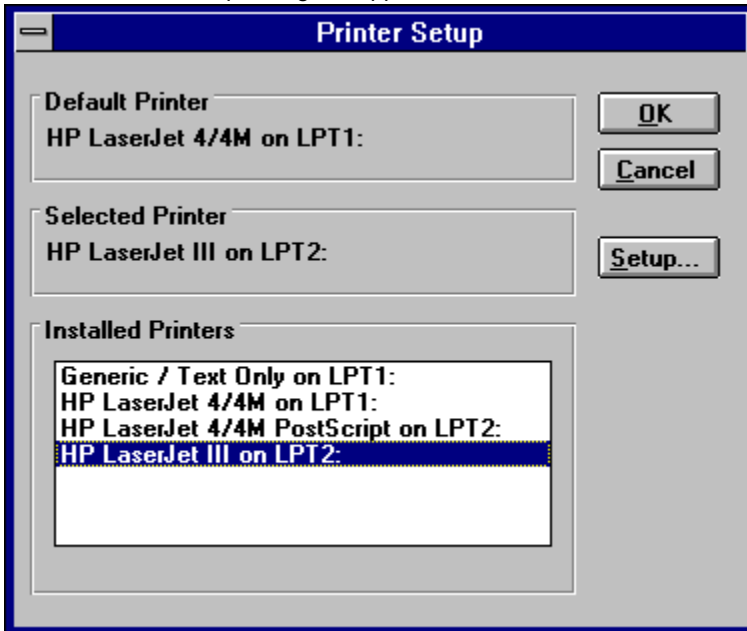 Printer Setup
Default Printer
HP LaserJet 4/4M on LPT1:
OK
Cancel
Selected Printer
HP LaserJet III on LPT2:
Setup...
Installed Printers
Generic / Text Only on LPT1:
HP LaserJet 4/4M on LPT1:
HP LaserJet 4/4M PostScript on LPT2:
HP LaserJet III on LPT2: